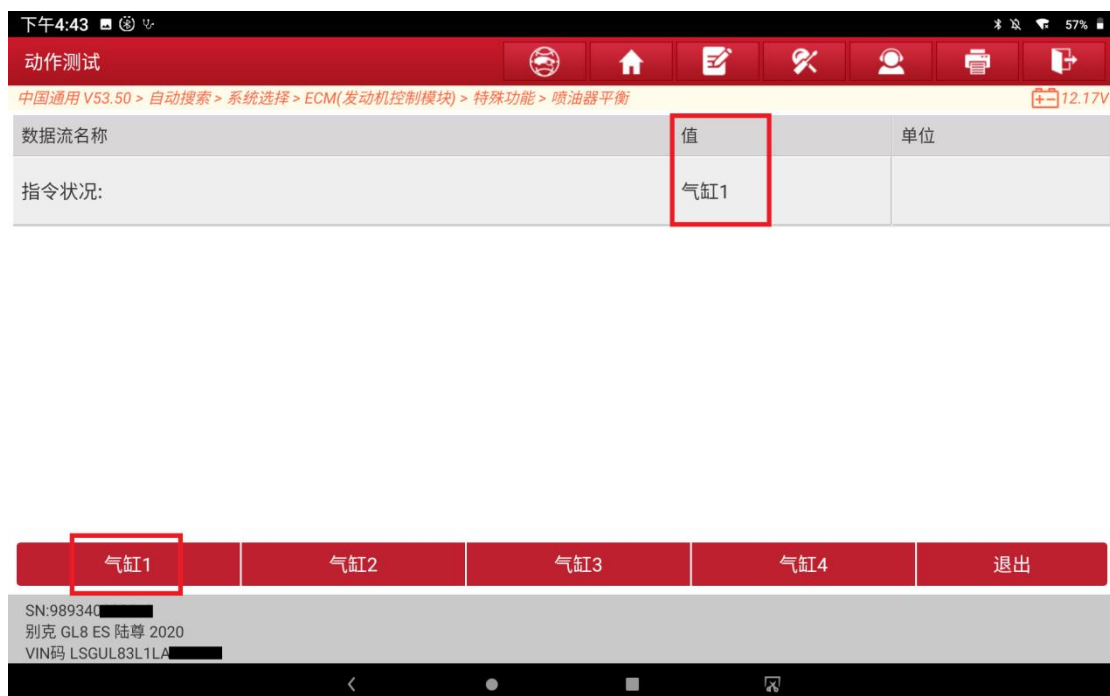 下午4:43
57%
动作测试
中国通用 V53.50 > 自动搜索 > 系统选择 > ECM(发动机控制模块) > 特殊功能 > 喷油器平衡
12.17V
数据流名称 值 单位
指令状况: 气缸1
气缸1 气缸2 气缸3 气缸4 退出
SN:989340
别克 GL8 ES 陆尊 2020
VIN码 LSGUL83L1LA